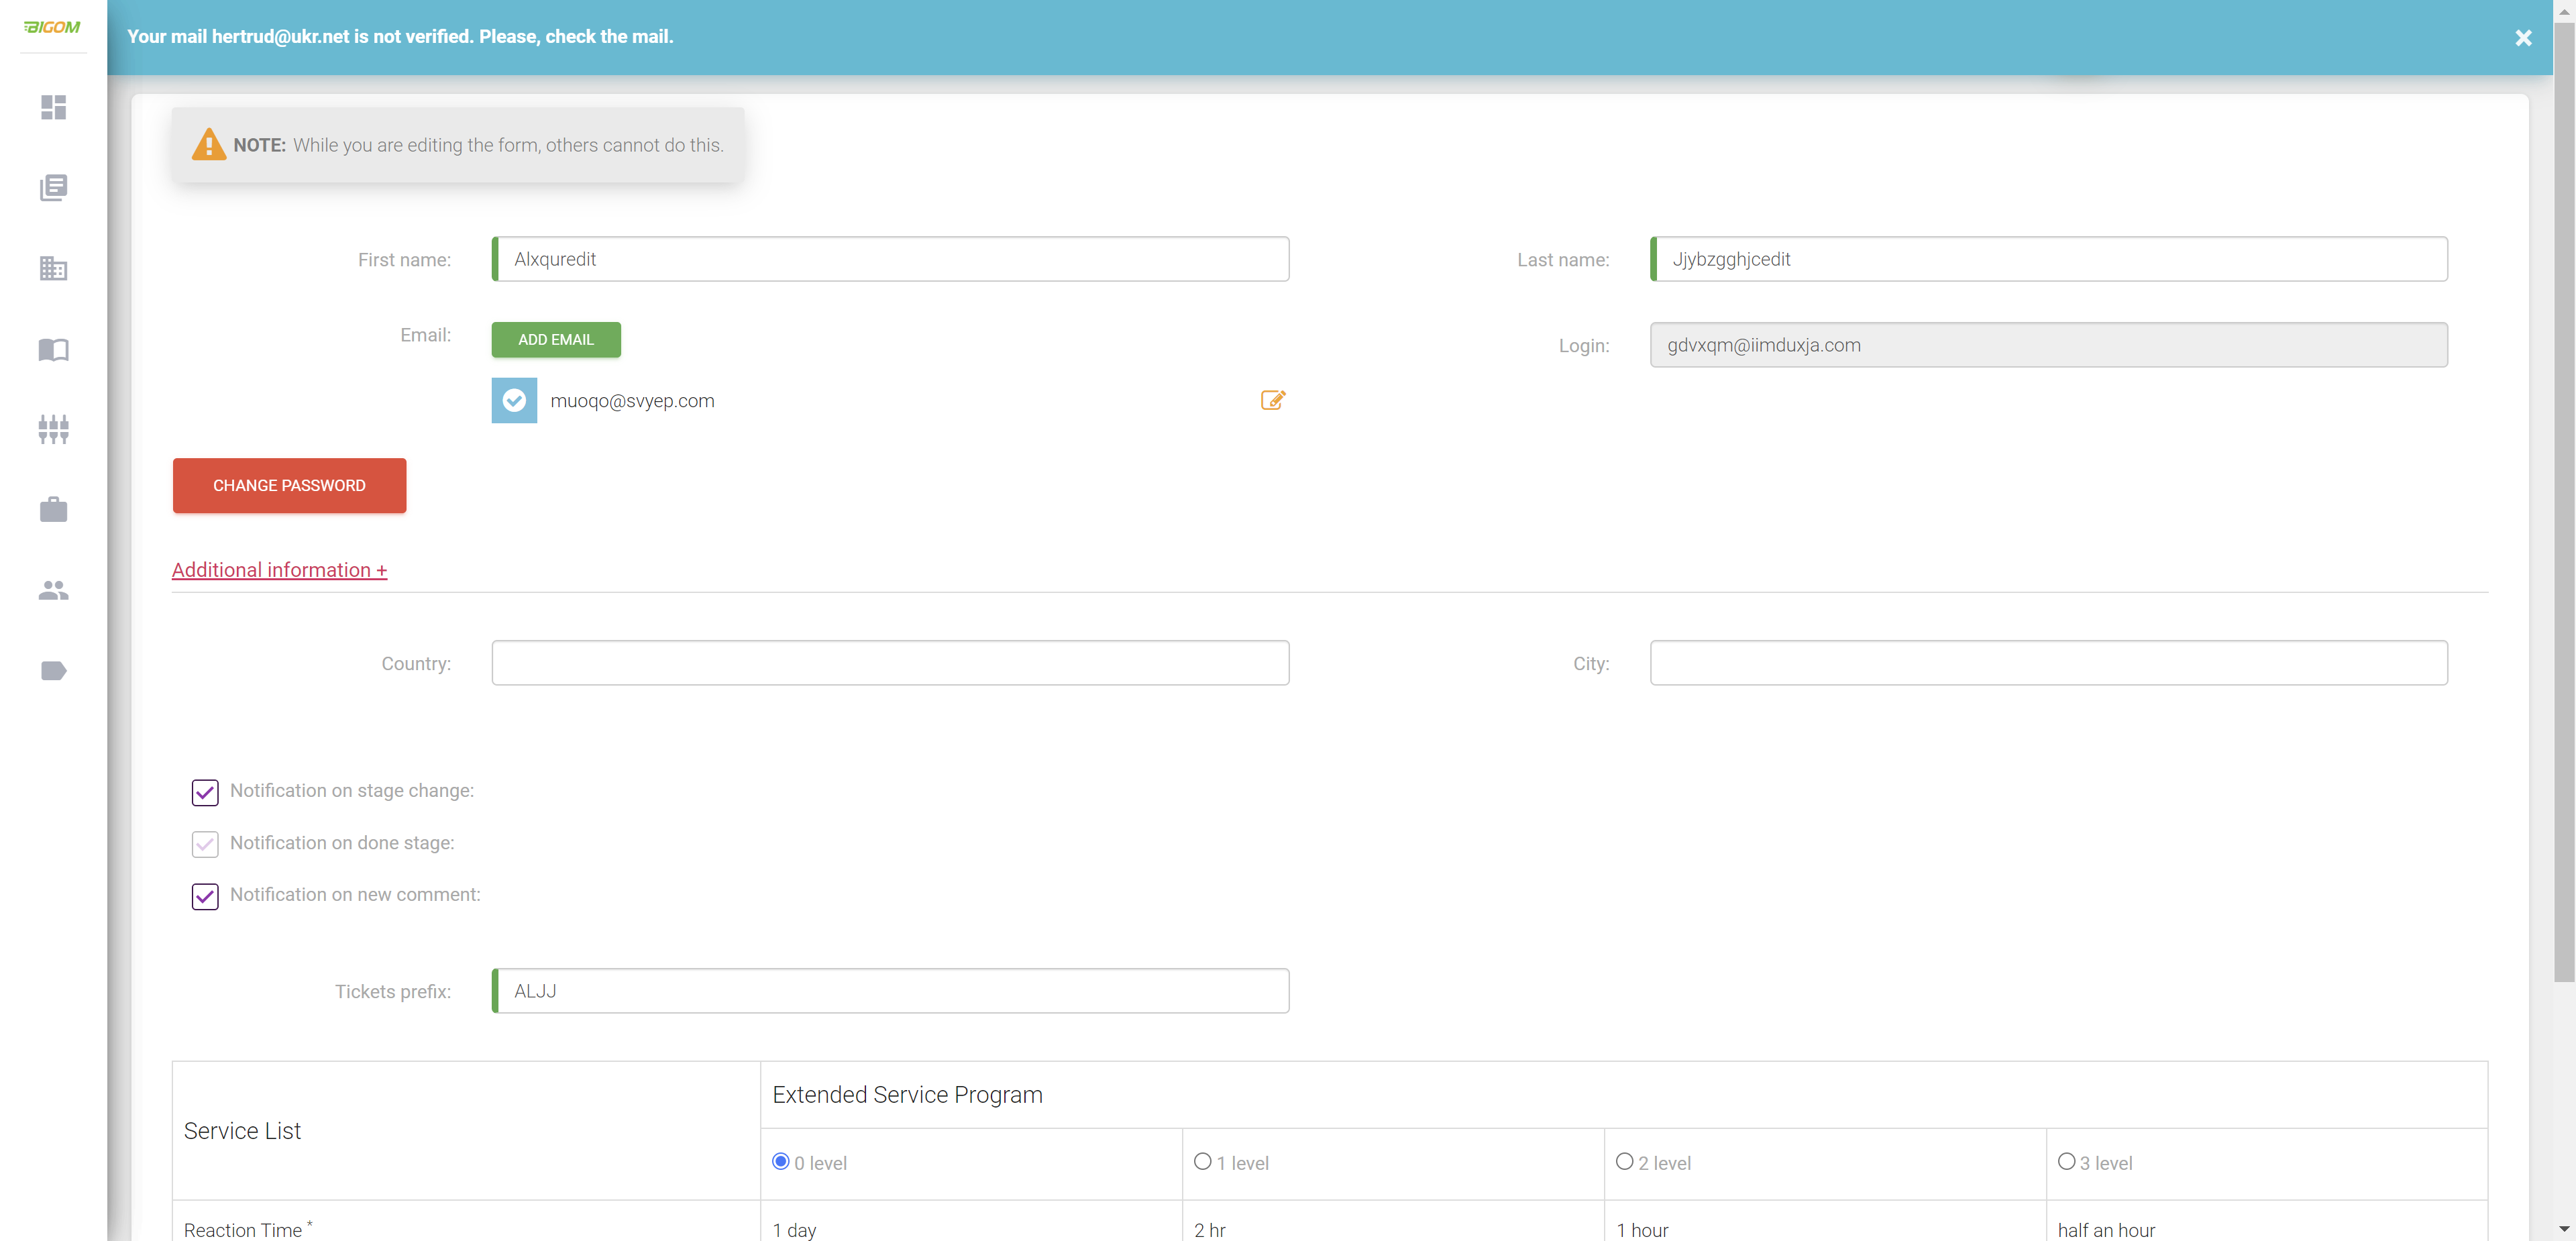 BIGOM
Your mail hertrud@ukr.net is not verified. Please, check the mail.
NOTE: While you are editing the form, others cannot do this.
First name: Alxquredit
Last name: Jjybzgghjcedit
Email: ADD EMAIL
Login: gdvxqm@iimduxja.com
muoqo@svyep.com
CHANGE PASSWORD
Additional information +
Country:
City:
Notification on stage change:
Notification on done stage:
Notification on new comment:
Tickets prefix: ALJJ
Service List
Extended Service Program
0 level 1 level 2 level 3 level
Reaction Time * 1 day 2 hr 1 hour half an hour